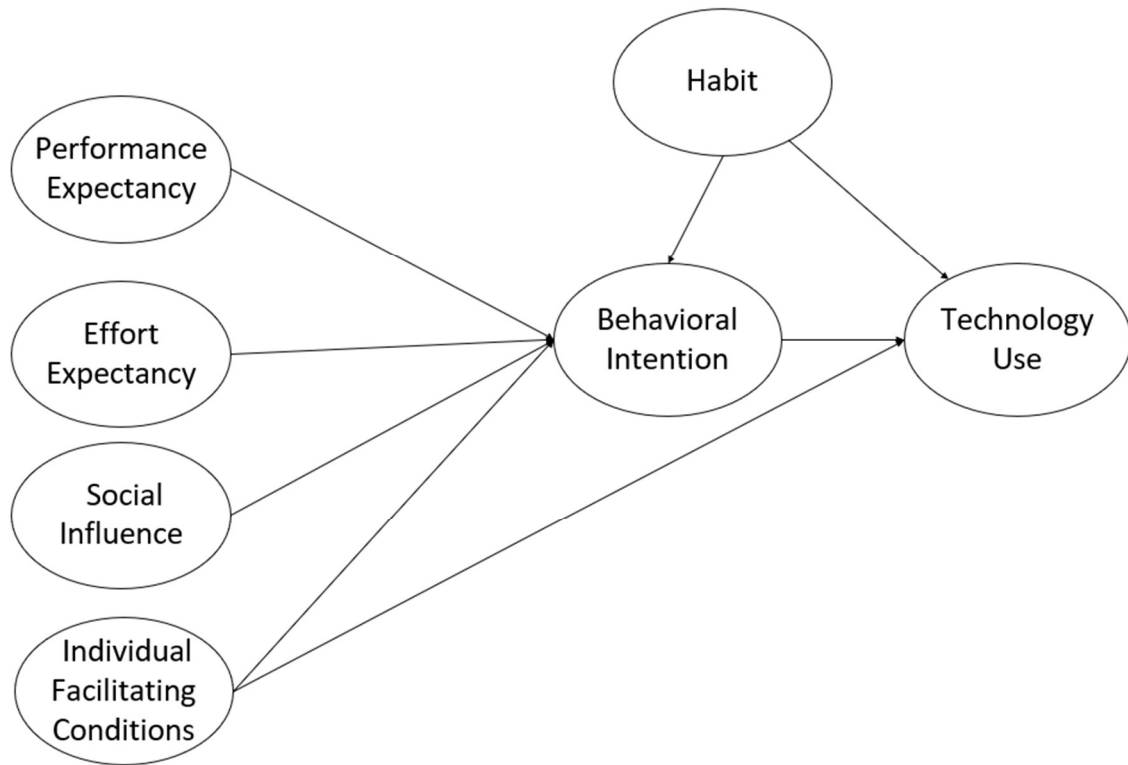 Habit
Performance
Expectancy
Effort
Expectancy
Social
Influence
Individual
Facilitating
Conditions
Behavioral
Intention
Technology
Use